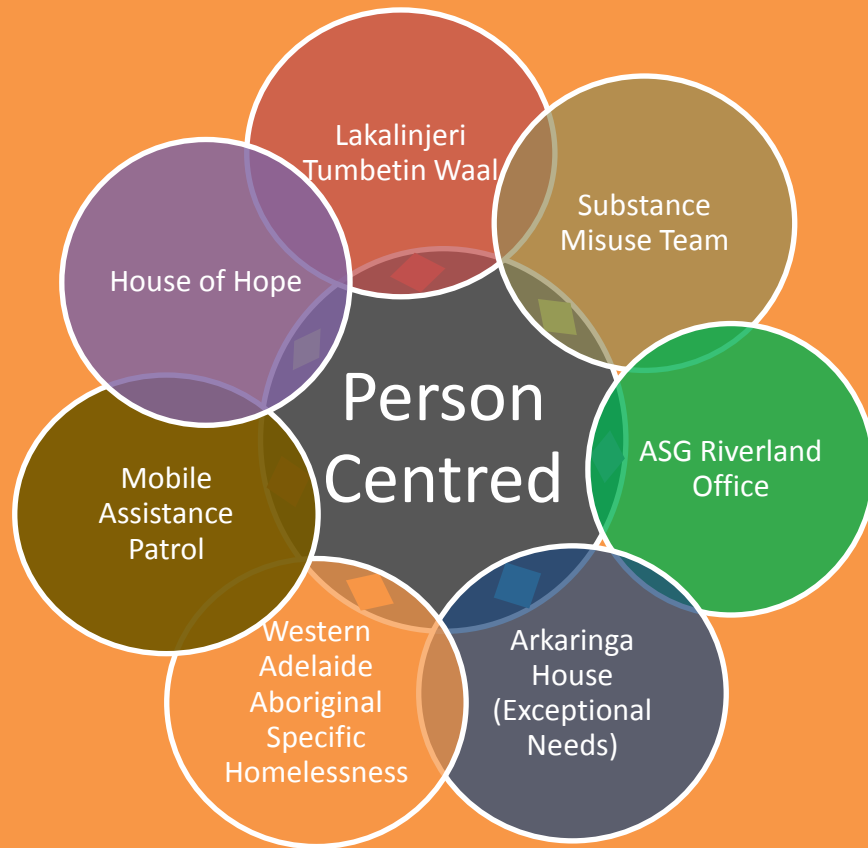 Lakalinjeri
Tumbetin Waal
Substance
Misuse Team
House of Hope
Person
Centred
ASG Riverland
Office
Mobile
Assistance
Patrol
Western
Adelaide
Aboriginal
Specific
Homelessness
Arkaringa
House
(Exceptional
Needs)